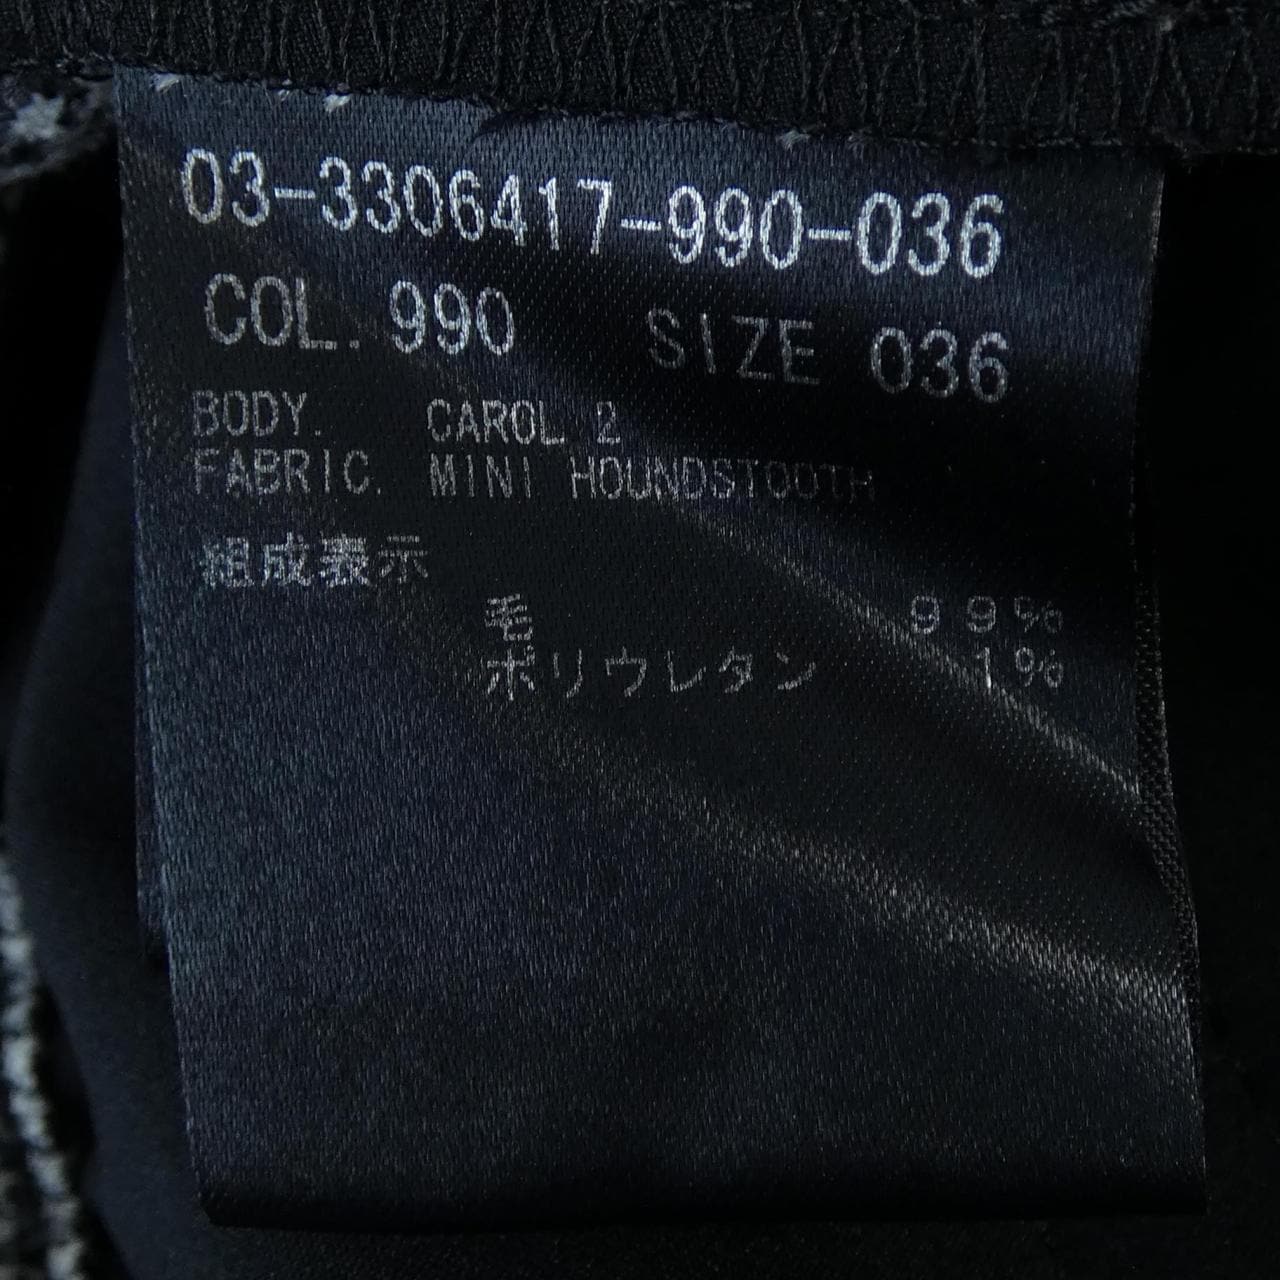 03-3306417-990-036
COL. 990 SIZE 036
BODY. CAROL 2
FABRIC. MINI HOUNDSTOOTH
組成表示
毛 99%
ポリウレタン 1%